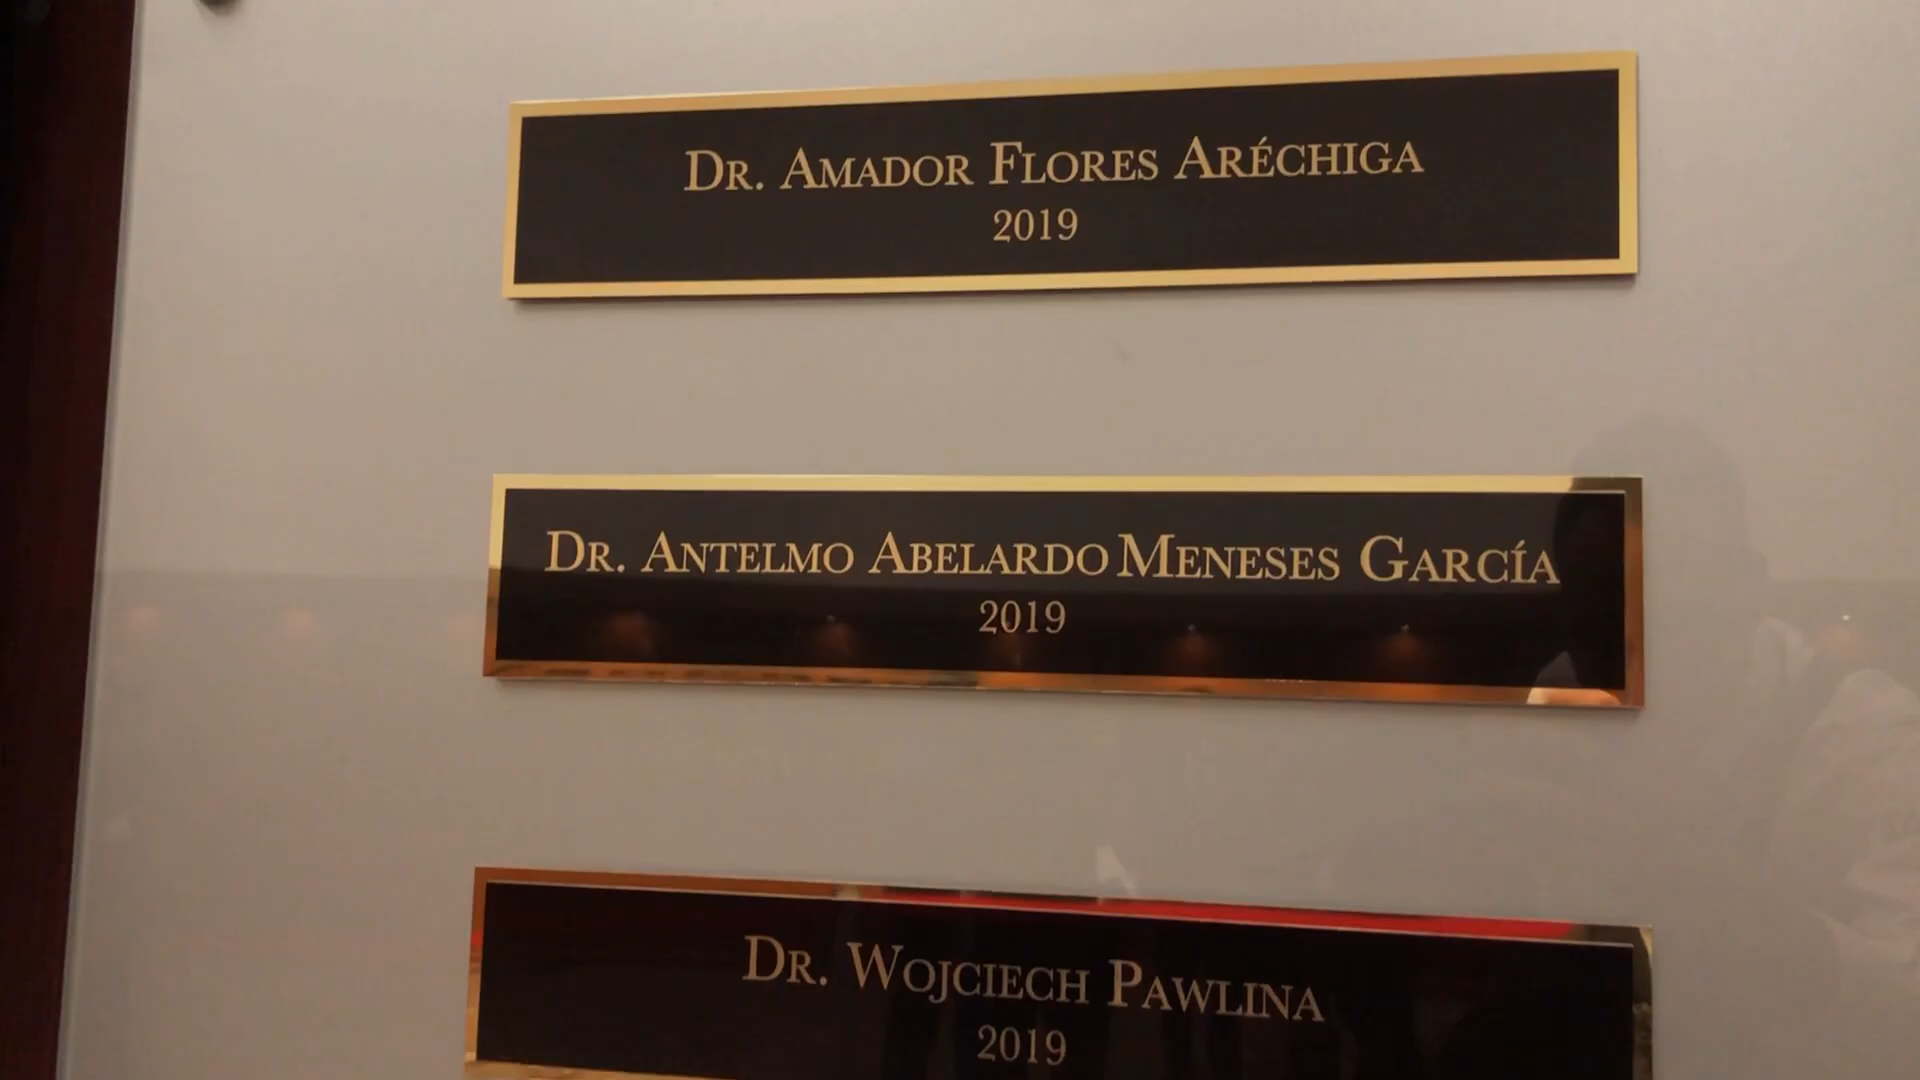 Dr. Amador Flores Aréchiga
2019
Dr. Antelmo Abelardo Meneses García
2019
Dr. Wojciech Pawlina
2019